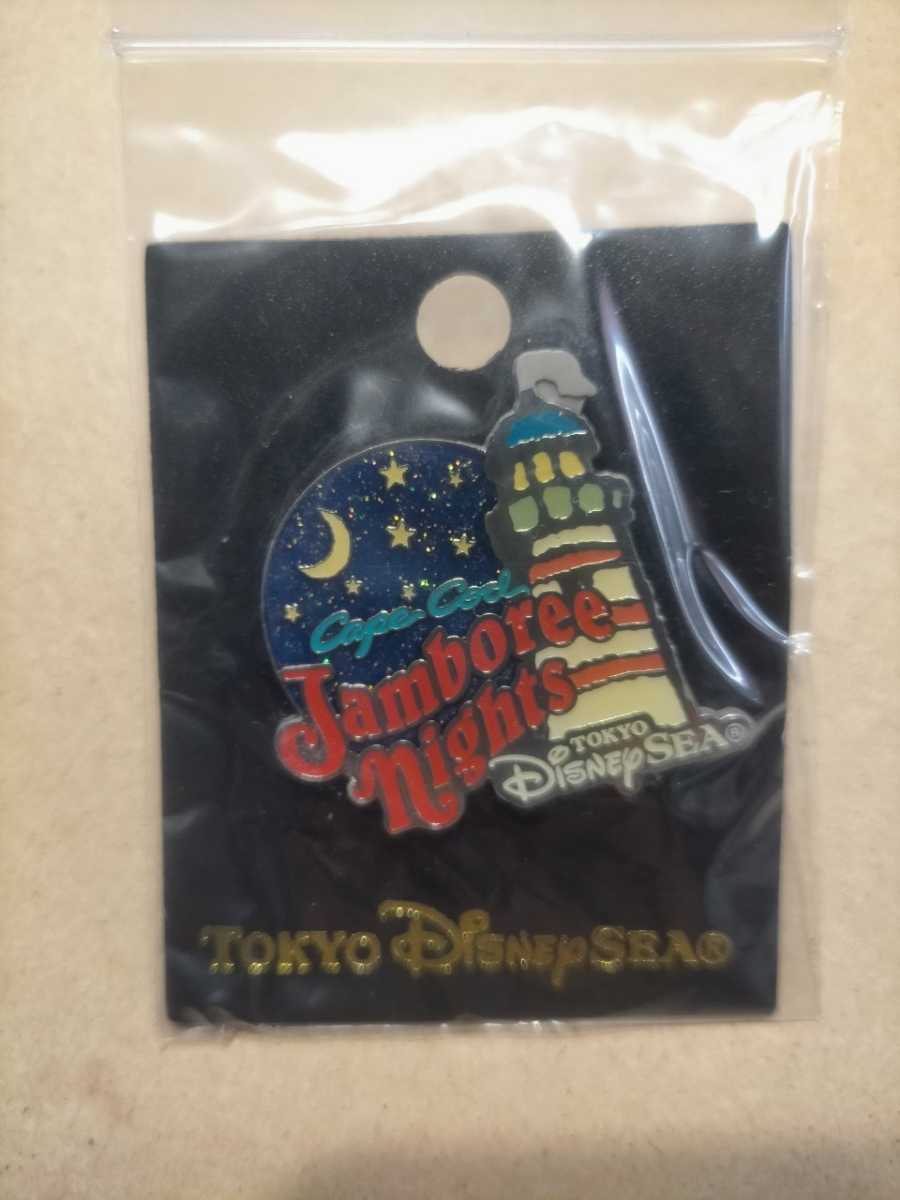 Cape Cod
Jamboree
Nights
TOKYO
DISNEYSEA®
TOKYO DISNEYSEA®